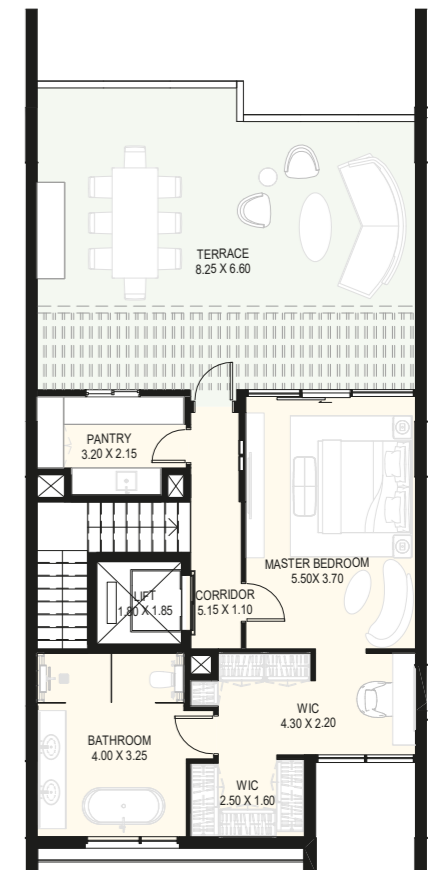 TERRACE
8.25 X 6.60
PANTRY
3.20 X 2.15
MASTER BEDROOM
5.50X 3.70
LIFT
1.80 X 1.85
CORRIDOR
5.15 X 1.10
WIC
4.30 X 2.20
BATHROOM
4.00 X 3.25
WIC
2.50 X 1.60